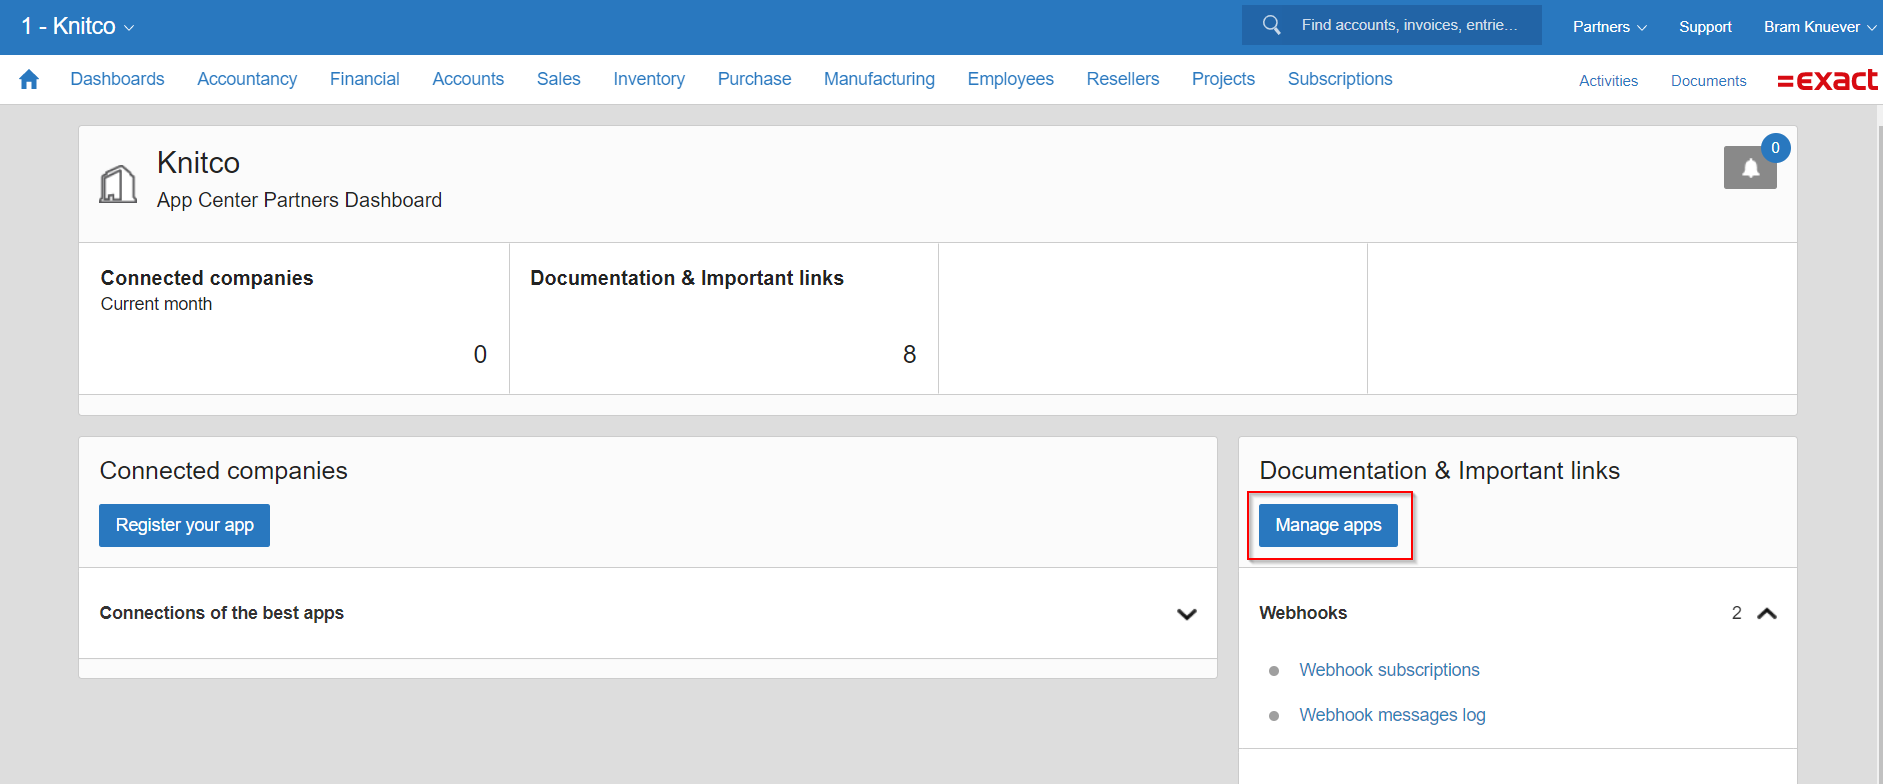 1 - Knitco
Find accounts, invoices, entrie...
Partners
Support
Bram Knuever
Dashboards
Accountancy
Financial
Accounts
Sales
Inventory
Purchase
Manufacturing
Employees
Resellers
Projects
Subscriptions
Activities
Documents
=exact
Knitco
App Center Partners Dashboard
0
Connected companies
Current month
0
Documentation & Important links
8
Connected companies
Register your app
Connections of the best apps
Documentation & Important links
Manage apps
Webhooks
2
Webhook subscriptions
Webhook messages log